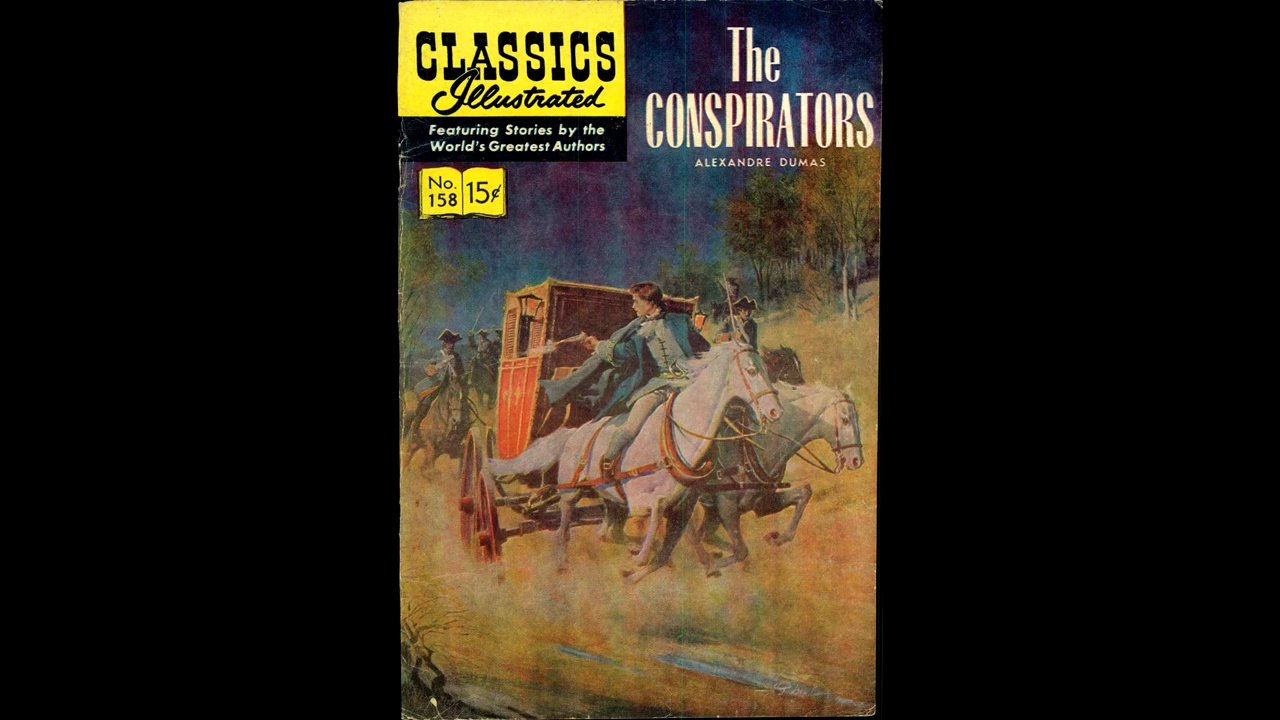 CLASSICS
Illustrated
Featuring Stories by the
World's Greatest Authors
No.
158
15¢
The
CONSPIRATORS
ALEXANDRE DUMAS